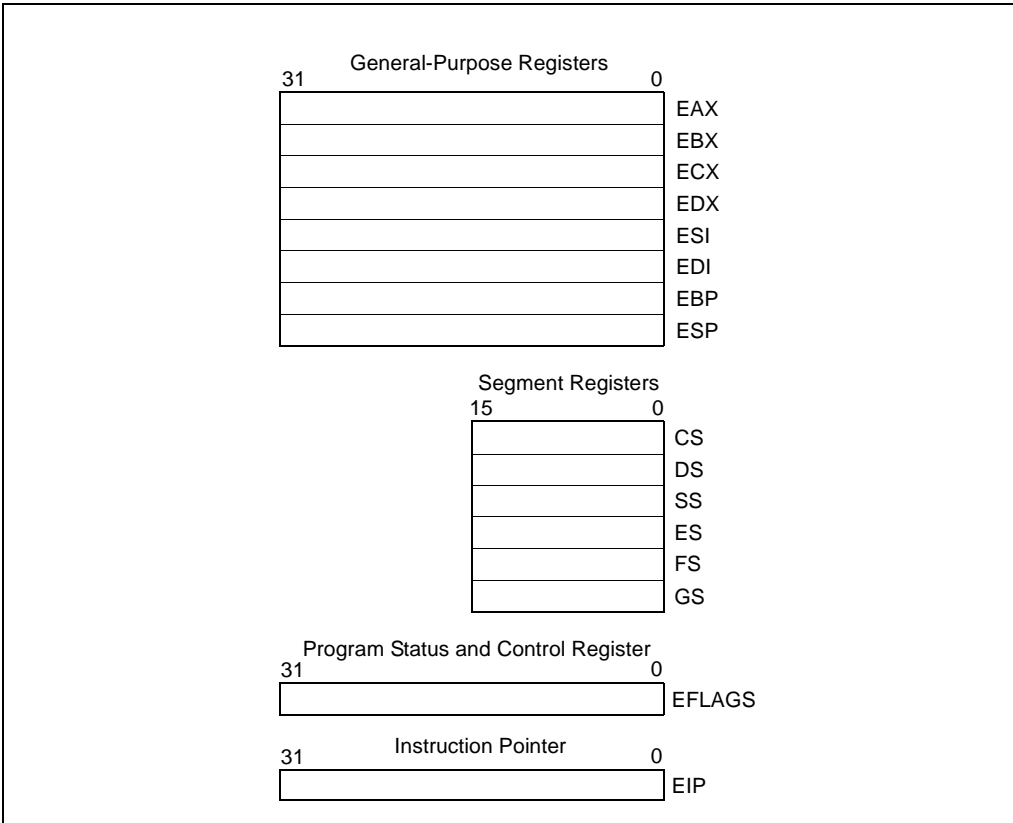 General-Purpose Registers
31 0
EAX
EBX
ECX
EDX
ESI
EDI
EBP
ESP
Segment Registers
15 0
CS
DS
SS
ES
FS
GS
Program Status and Control Register
31 0
EFLAGS
Instruction Pointer
31 0
EIP